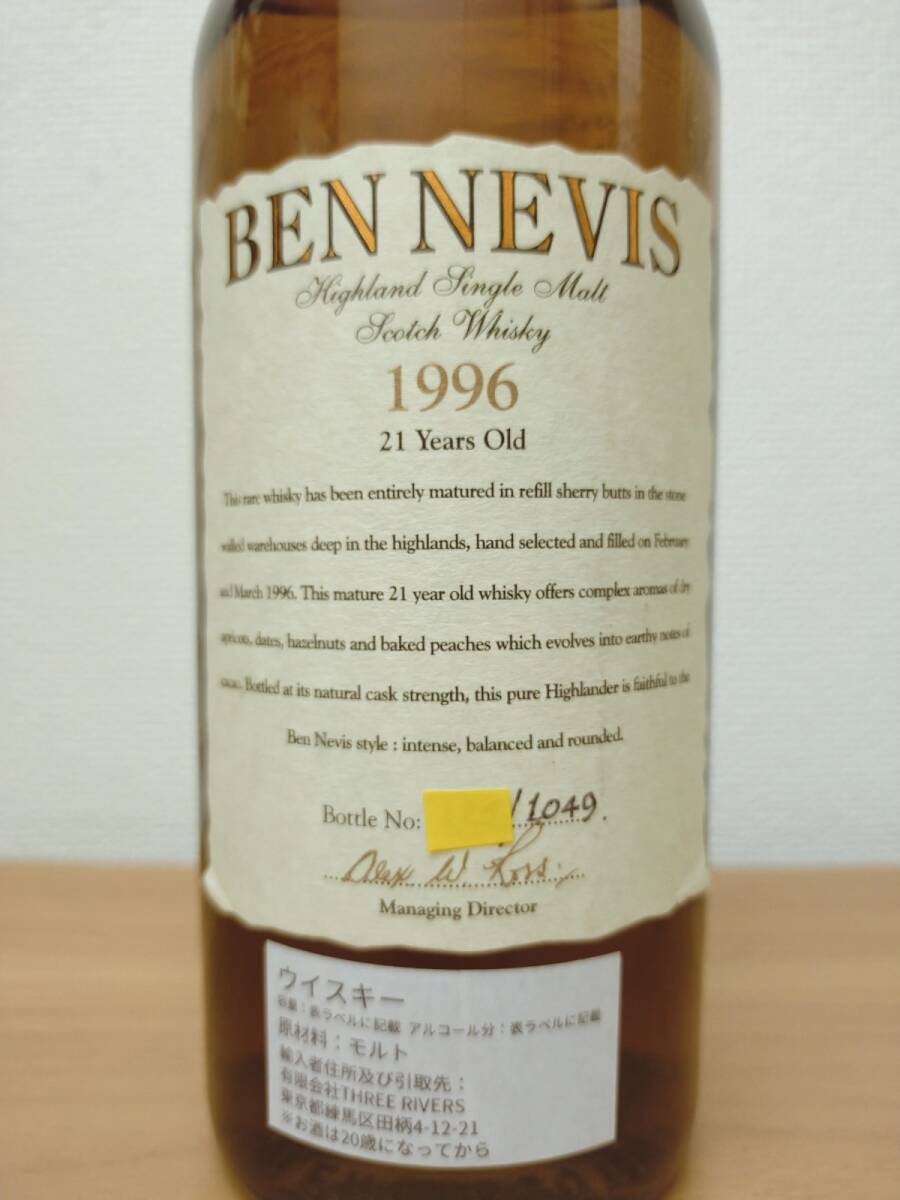 BEN NEVIS
Highland Single Malt
Scotch Whisky
1996
21 Years Old
This rare whisky has been entirely matured in refill sherry butts in the stone
walled warehouses deep in the highlands, hand selected and filled on February
and March 1996. This mature 21 year old whisky offers complex aromas of dry
apricots, dates, hazelnuts and baked peaches which evolves into earthy notes of
cacao. Bottled at its natural cask strength, this pure Highlander is faithful to the
Ben Nevis style : intense, balanced and rounded.
Bottle No: /1049.
Alex W Ross
Managing Director
ウイスキー
容量：表ラベルに記載 アルコール分：表ラベルに記載
原材料：モルト
輸入者住所及び引取先：
有限会社THREE RIVERS
東京都練馬区田柄4-12-21
※お酒は20歳になってから